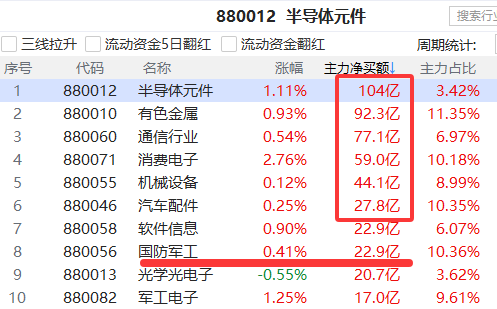 880012 半导体元件
搜索行业
三线拉升 流动资金5日翻红 流动资金翻红 周期统计:
序号 代码 名称 涨幅 主力净买额↓ 主力占比
1 880012 半导体元件 1.11% 104亿 3.42%
2 880010 有色金属 0.93% 92.3亿 11.35%
3 880060 通信行业 0.54% 77.1亿 6.97%
4 880071 消费电子 2.76% 59.0亿 10.18%
5 880055 机械设备 0.12% 44.1亿 8.99%
6 880046 汽车配件 0.25% 27.8亿 10.35%
7 880058 软件信息 0.90% 22.9亿 6.07%
8 880056 国防军工 0.41% 22.9亿 10.36%
9 880013 光学光电子 -0.55% 20.7亿 3.62%
10 880082 军工电子 1.25% 17.0亿 9.61%